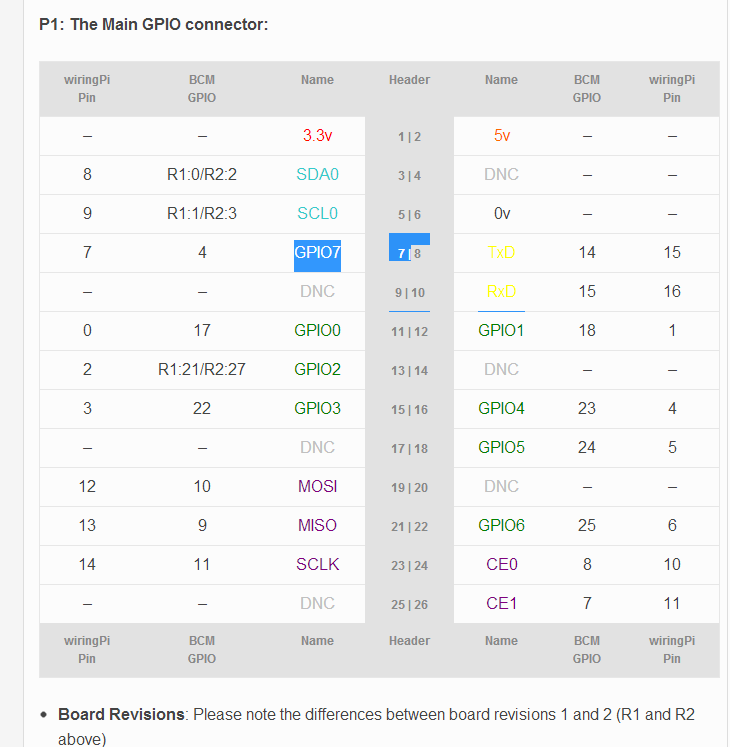 P1: The Main GPIO connector:
wiringPi Pin BCM GPIO Name Header Name BCM GPIO wiringPi Pin
– – 3.3v 1 | 2 5v – –
8 R1:0/R2:2 SDA0 3 | 4 DNC – –
9 R1:1/R2:3 SCL0 5 | 6 0v – –
7 4 GPIO7 7 | 8 TxD 14 15
– – DNC 9 | 10 RxD 15 16
0 17 GPIO0 11 | 12 GPIO1 18 1
2 R1:21/R2:27 GPIO2 13 | 14 DNC – –
3 22 GPIO3 15 | 16 GPIO4 23 4
– – DNC 17 | 18 GPIO5 24 5
12 10 MOSI 19 | 20 DNC – –
13 9 MISO 21 | 22 GPIO6 25 6
14 11 SCLK 23 | 24 CE0 8 10
– – DNC 25 | 26 CE1 7 11
wiringPi Pin BCM GPIO Name Header Name BCM GPIO wiringPi Pin
• Board Revisions: Please note the differences between board revisions 1 and 2 (R1 and R2
above)